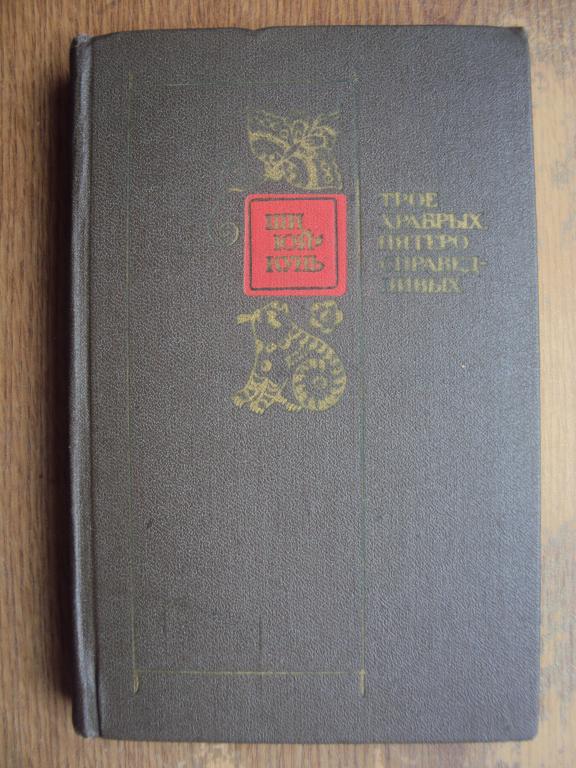 ШИ
ЮЙ-
КУНЬ
ТРОЕ
ХРАБРЫХ,
ПЯТЕРО
СПРАВЕД-
ЛИВЫХ